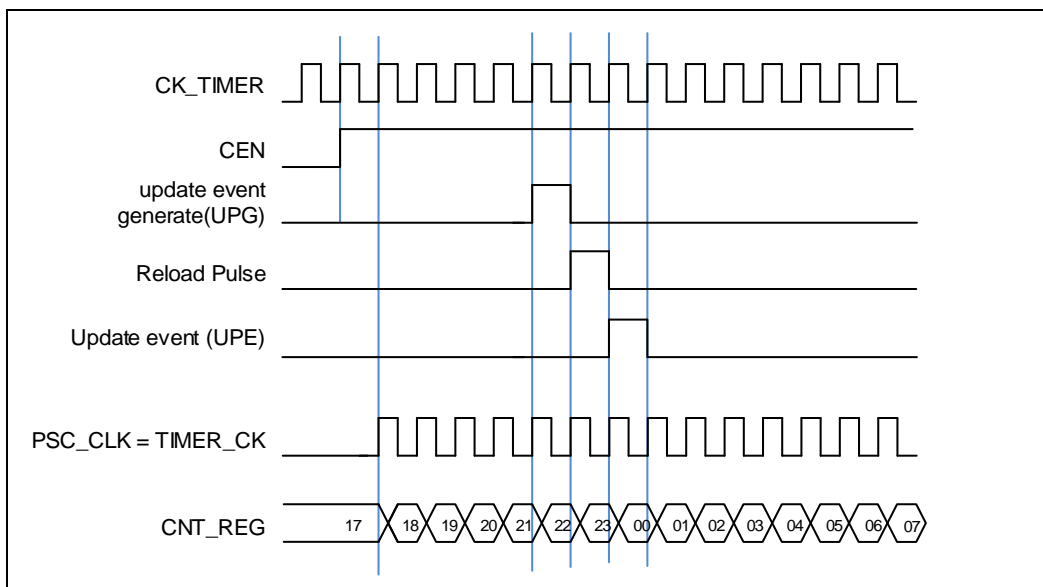 CK_TIMER
CEN
update event
generate(UPG)
Reload Pulse
Update event (UPE)
PSC_CLK = TIMER_CK
CNT_REG 17 18 19 20 21 22 23 00 01 02 03 04 05 06 07